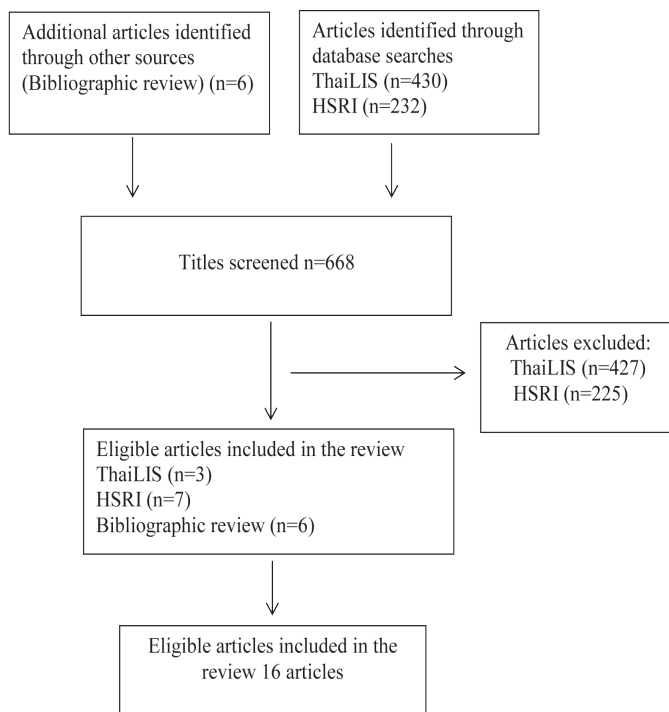 Additional articles identified
through other sources
(Bibliographic review) (n=6)
Articles identified through
database searches
ThaiLIS (n=430)
HSRI (n=232)
Titles screened n=668
Articles excluded:
ThaiLIS (n=427)
HSRI (n=225)
Eligible articles included in the review
ThaiLIS (n=3)
HSRI (n=7)
Bibliographic review (n=6)
Eligible articles included in the
review 16 articles